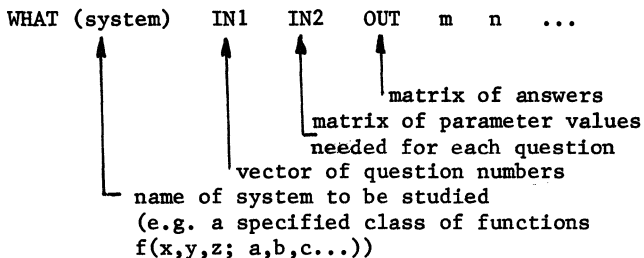 WHAT (system) IN1 IN2 OUT m n ...
matrix of answers
matrix of parameter values
needed for each question
vector of question numbers
name of system to be studied
(e.g. a specified class of functions
f(x,y,z; a,b,c...))